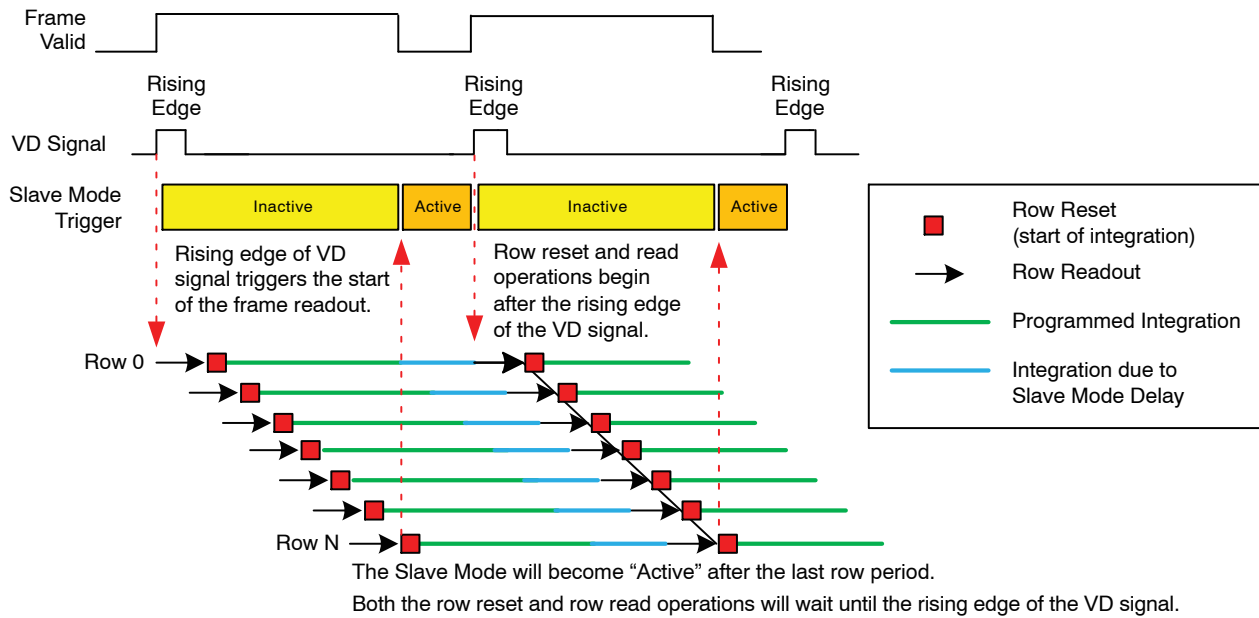 Frame
Valid
Rising
Edge
Rising
Edge
Rising
Edge
VD Signal
Slave Mode
Trigger
Inactive
Active
Inactive
Active
Rising edge of VD
signal triggers the start
of the frame readout.
Row reset and read
operations begin
after the rising edge
of the VD signal.
Row Reset
(start of integration)
Row Readout
Programmed Integration
Integration due to
Slave Mode Delay
Row 0
Row N
The Slave Mode will become “Active” after the last row period.
Both the row reset and row read operations will wait until the rising edge of the VD signal.